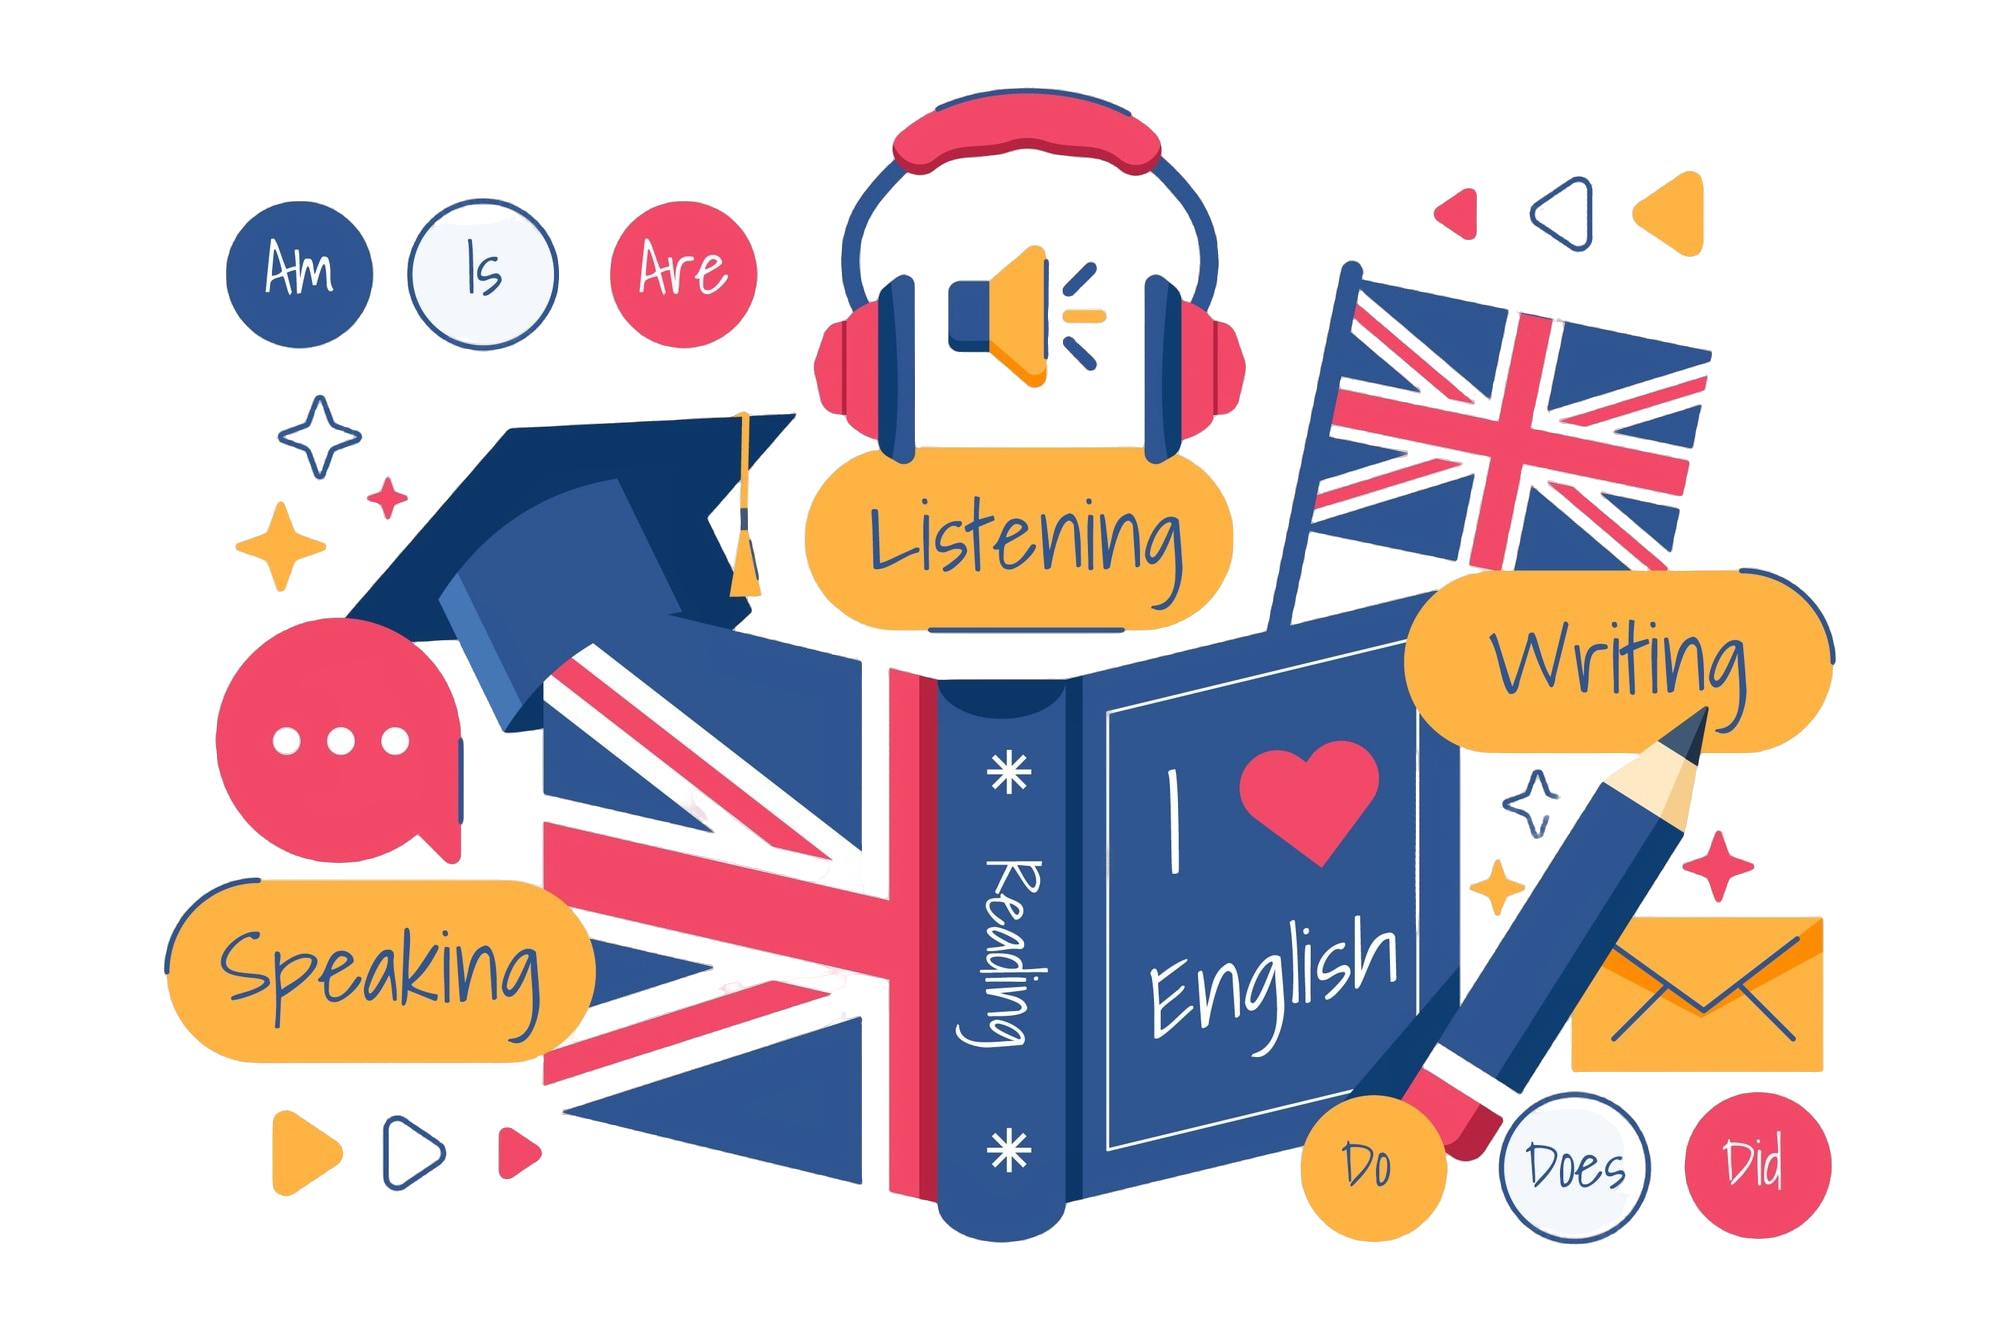 Am
Is
Are
Listening
Writing
Speaking
Reading
I
English
Do
Does
Did